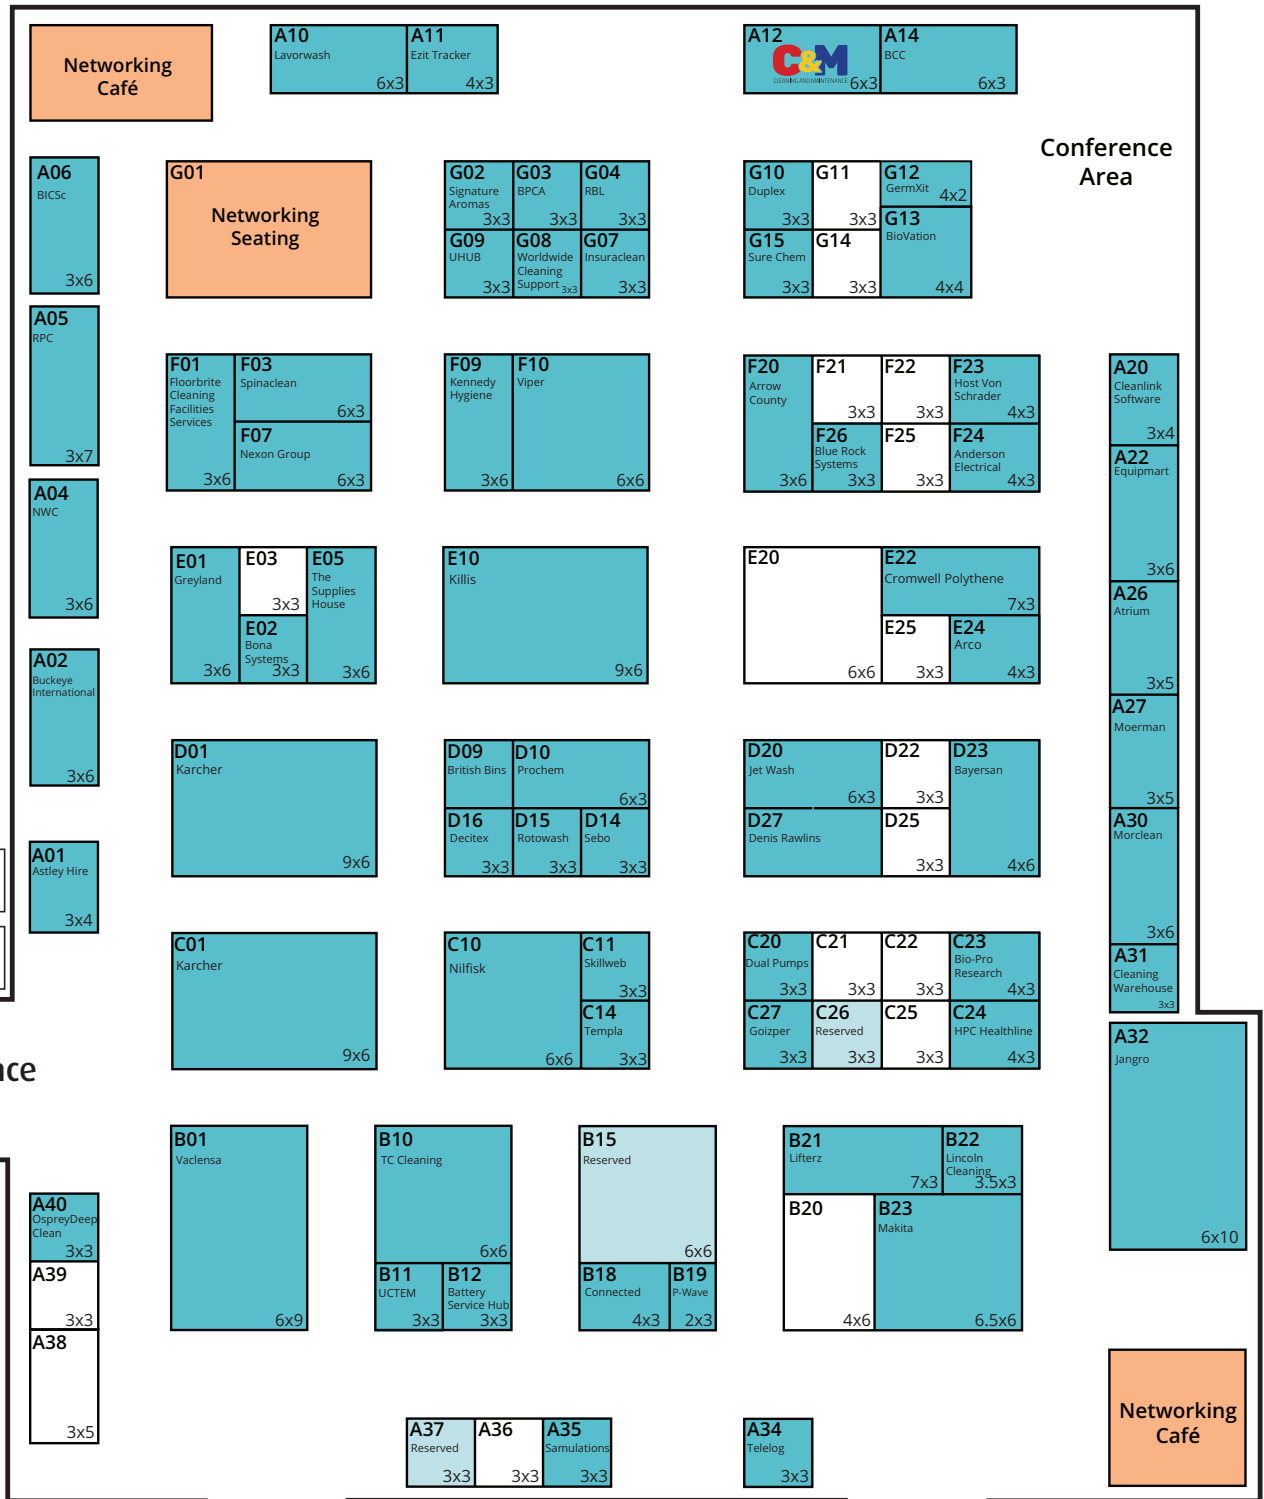 Networking
Café
A10
Lavorwash
6x3
A11
Ezit Tracker
4x3
A12
C&M
CLEANING AND MAINTENANCE
6x3
A14
BCC
6x3
Conference
Area
A06
BICSc
3x6
G01
Networking
Seating
G02
Signature
Aromas
3x3
G03
BPCA
3x3
G04
RBL
3x3
G09
UHUB
3x3
G08
Worldwide
Cleaning
Support
3x3
G07
Insuraclean
3x3
G10
Duplex
3x3
G11
3x3
G12
GermXit
4x2
G13
BioVation
4x4
G15
Sure Chem
3x3
G14
3x3
A05
RPC
3x7
F01
Floorbrite
Cleaning
Facilities
Services
3x6
F03
Spinaclean
6x3
F07
Nexon Group
6x3
F09
Kennedy
Hygiene
3x6
F10
Viper
6x6
F20
Arrow
County
3x6
F21
3x3
F22
3x3
F23
Host Von
Schrader
4x3
F26
Blue Rock
Systems
3x3
F25
3x3
F24
Anderson
Electrical
4x3
A20
Cleanlink
Software
3x4
A22
Equipmart
3x6
A04
NWC
3x6
E01
Greyland
3x6
E03
3x3
E02
Bona
Systems
3x3
E05
The
Supplies
House
3x6
E10
Killis
9x6
E20
6x6
E22
Cromwell Polythene
7x3
E25
3x3
E24
Arco
4x3
A26
Atrium
3x5
A02
Buckeye
International
3x6
A27
Moerman
3x5
D01
Karcher
9x6
D09
British Bins
D10
Prochem
6x3
D16
Decitex
3x3
D15
Rotowash
3x3
D14
Sebo
3x3
D20
Jet Wash
6x3
D22
3x3
D23
Bayersan
4x6
D27
Denis Rawlins
D25
3x3
A30
Morclean
3x6
A01
Astley Hire
3x4
C01
Karcher
9x6
C10
Nilfisk
6x6
C11
Skillweb
3x3
C14
Templa
3x3
C20
Dual Pumps
3x3
C21
3x3
C22
3x3
C23
Bio-Pro
Research
4x3
C27
Goizper
3x3
C26
Reserved
3x3
C25
3x3
C24
HPC Healthline
4x3
A31
Cleaning
Warehouse
3x3
A32
Jangro
6x10
nce
B01
Vaclensa
6x9
B10
TC Cleaning
6x6
B11
UCTEM
3x3
B12
Battery
Service Hub
3x3
B15
Reserved
6x6
B18
Connected
4x3
B19
P-Wave
2x3
B21
Lifterz
7x3
B22
Lincoln
Cleaning
3.5x3
B20
4x6
B23
Makita
6.5x6
A40
OspreyDeep
Clean
3x3
A39
3x3
A38
3x5
A37
Reserved
3x3
A36
3x3
A35
Samulations
3x3
A34
Telelog
3x3
Networking
Café